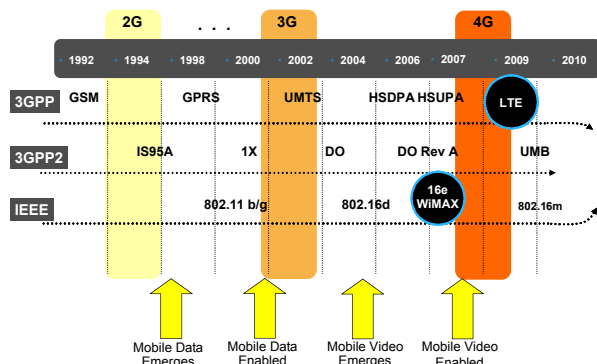 2G . . . 3G 4G
1992 1994 1998 2000 2002 2004 2006 2007 2009 2010
3GPP GSM GPRS UMTS HSDPA HSUPA LTE
3GPP2 IS95A 1X DO DO Rev A UMB
IEEE 802.11 b/g 802.16d 16e WiMAX 802.16m
Mobile Data Mobile Data Mobile Video Mobile Video
Emerges Enabled Emerges Enabled